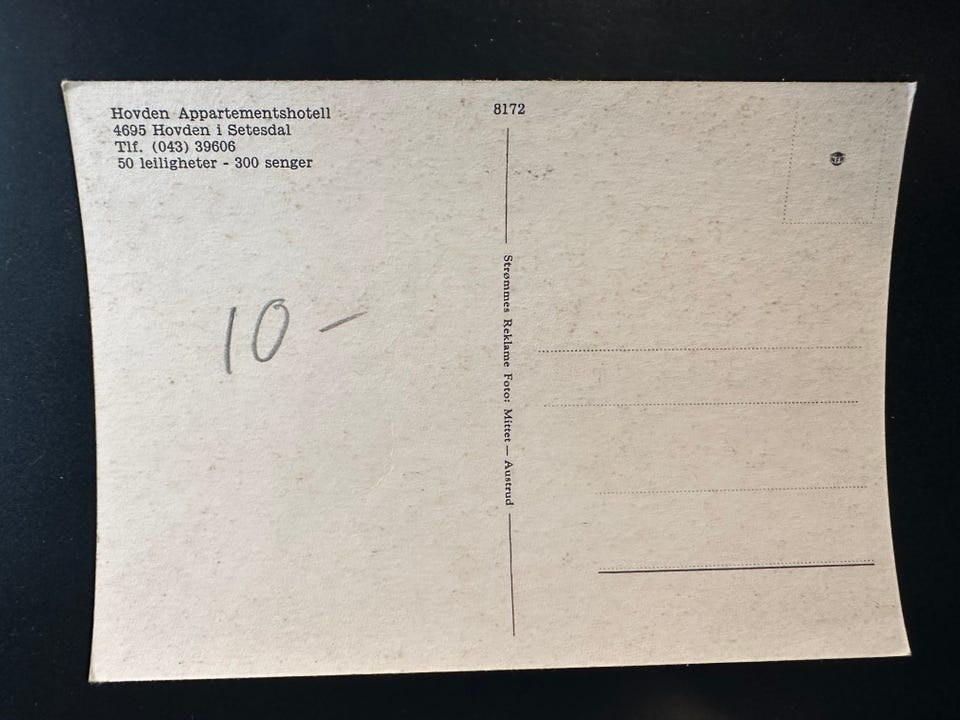 Hovden Appartementshotell
4695 Hovden i Setesdal
Tlf. (043) 39606
50 leiligheter - 300 senger
10 -
8172
Strømmes Reklame Foto: Mittet — Austrud